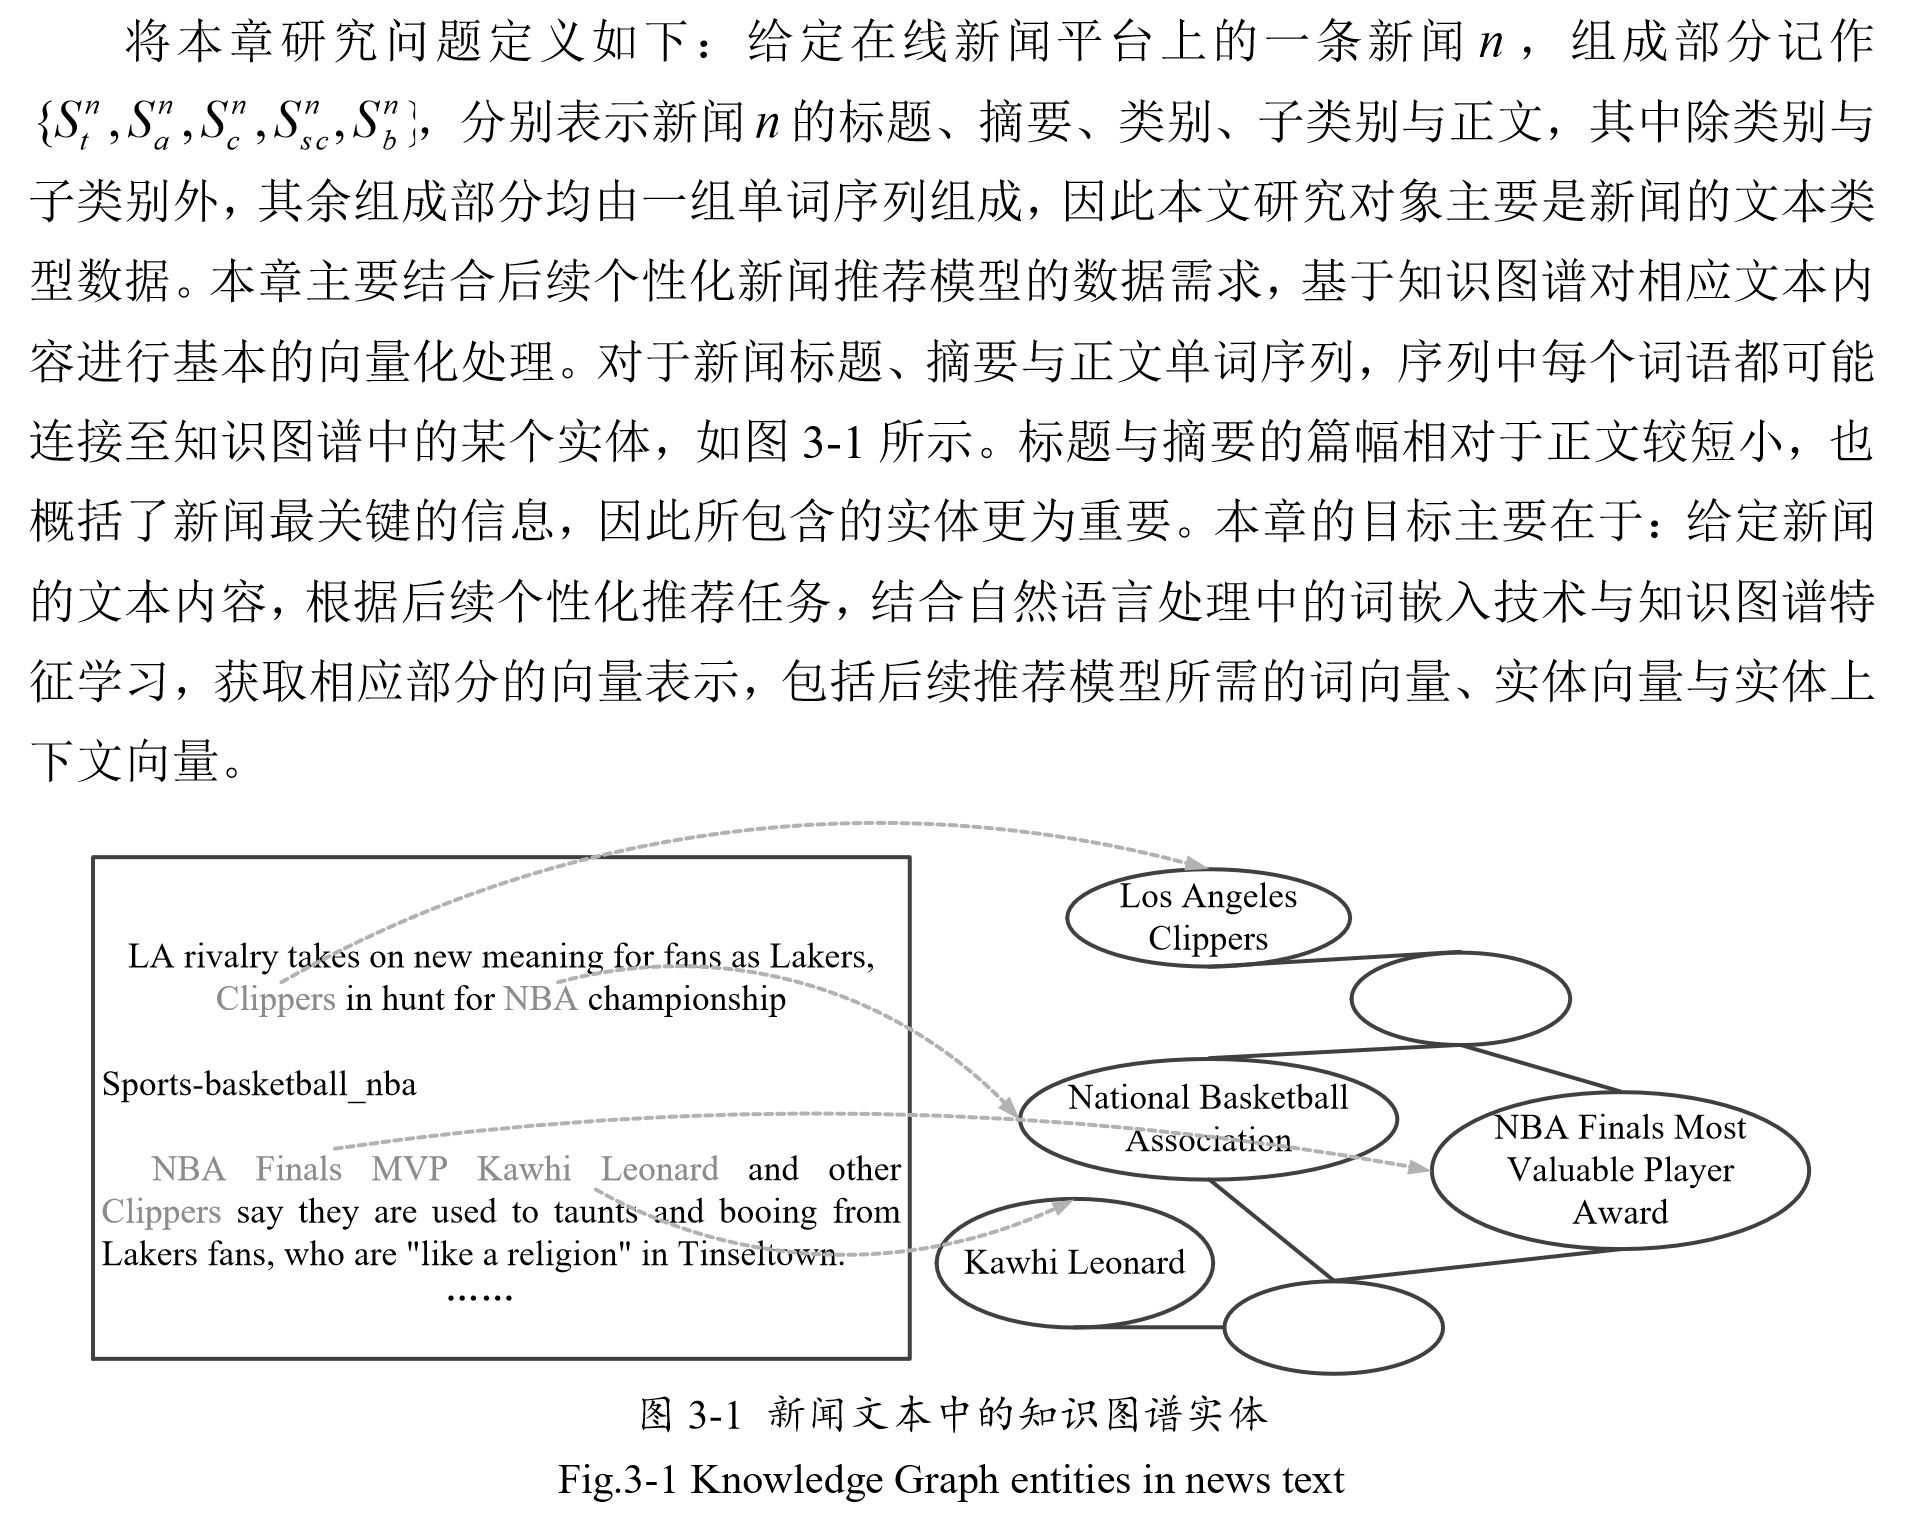 将本章研究问题定义如下：给定在线新闻平台上的一条新闻 n ，组成部分记作
{S_t^n, S_a^n, S_c^n, S_sc^n, S_b^n}，分别表示新闻 n 的标题、摘要、类别、子类别与正文，其中除类别与
子类别外，其余组成部分均由一组单词序列组成，因此本文研究对象主要是新闻的文本类
型数据。本章主要结合后续个性化新闻推荐模型的数据需求，基于知识图谱对相应文本内
容进行基本的向量化处理。对于新闻标题、摘要与正文单词序列，序列中每个词语都可能
连接至知识图谱中的某个实体，如图 3-1 所示。标题与摘要的篇幅相对于正文较短小，也
概括了新闻最关键的信息，因此所包含的实体更为重要。本章的目标主要在于：给定新闻
的文本内容，根据后续个性化推荐任务，结合自然语言处理中的词嵌入技术与知识图谱特
征学习，获取相应部分的向量表示，包括后续推荐模型所需的词向量、实体向量与实体上
下文向量。
LA rivalry takes on new meaning for fans as Lakers,
Clippers in hunt for NBA championship
Sports-basketball_nba
NBA Finals MVP Kawhi Leonard and other
Clippers say they are used to taunts and booing from
Lakers fans, who are "like a religion" in Tinseltown.
……
Los Angeles
Clippers
National Basketball
Association
NBA Finals Most
Valuable Player
Award
Kawhi Leonard
图 3-1 新闻文本中的知识图谱实体
Fig.3-1 Knowledge Graph entities in news text